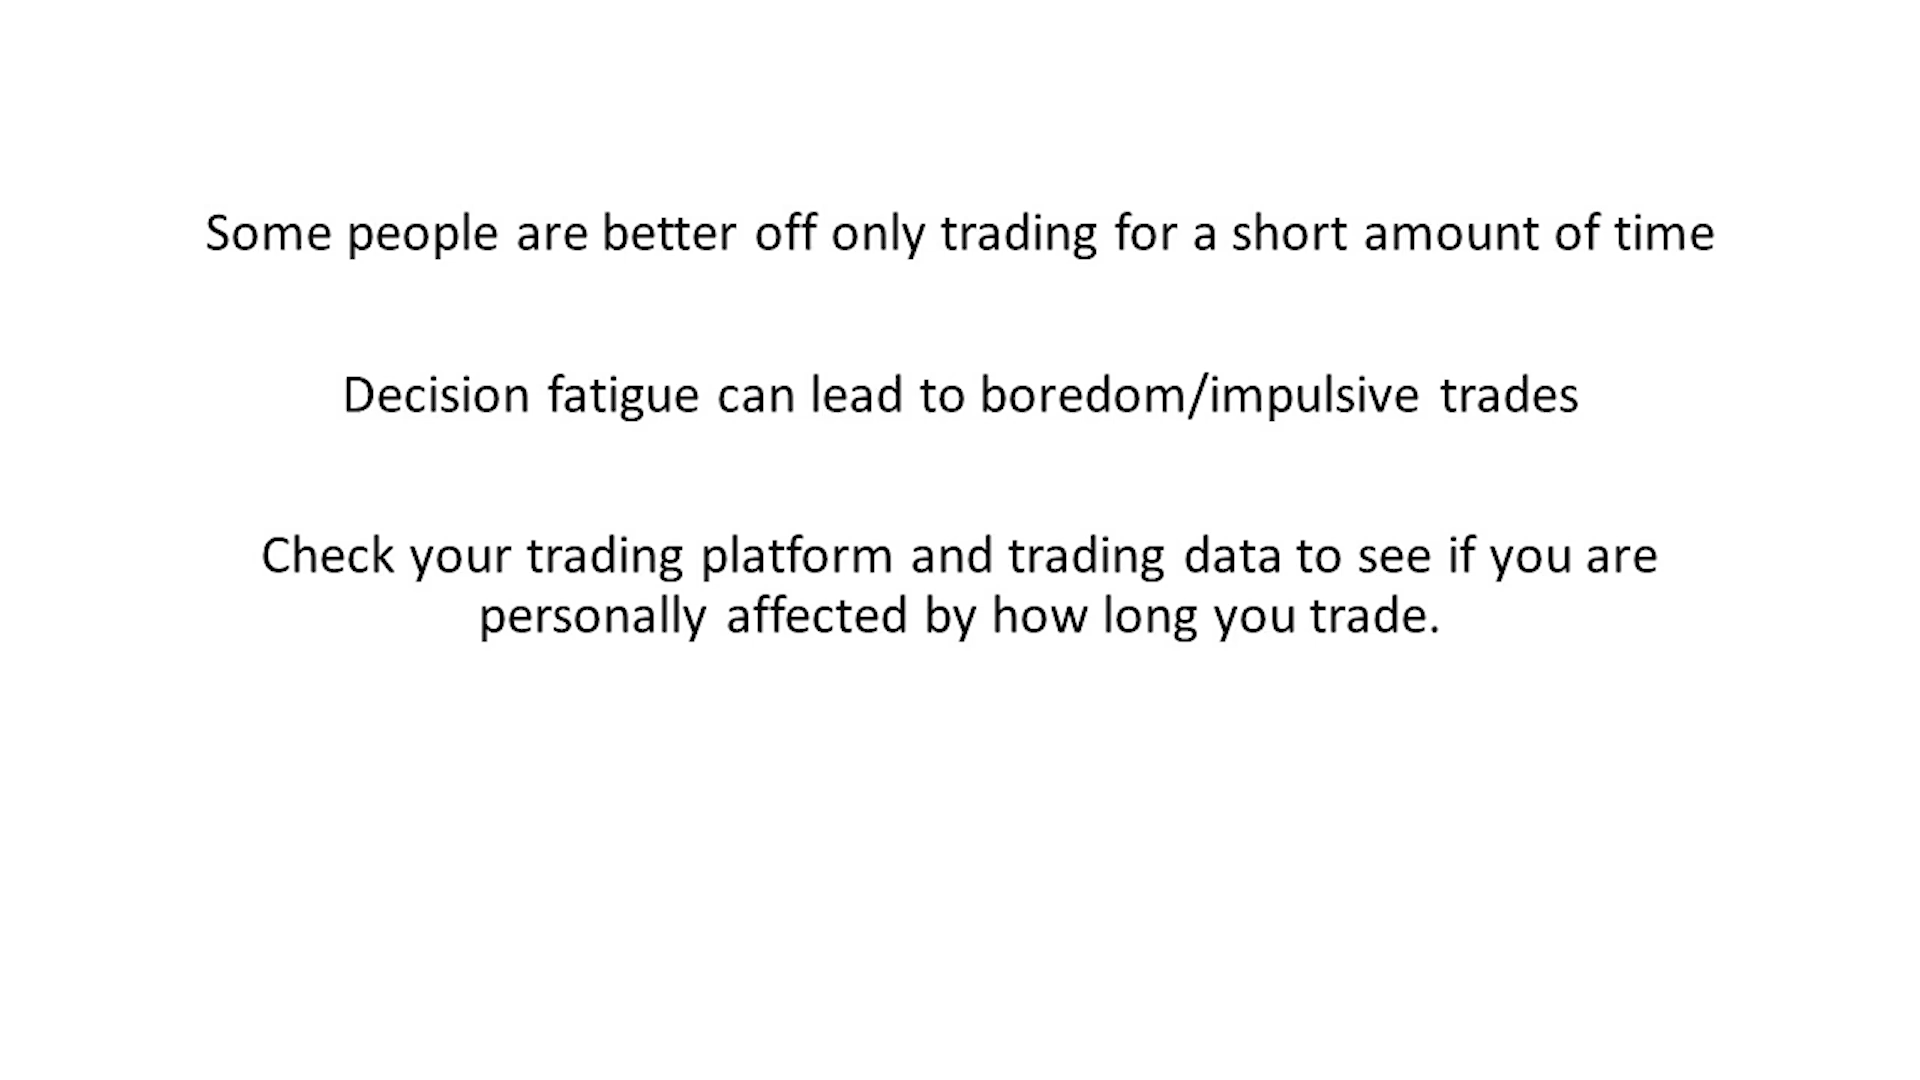 Some people are better off only trading for a short amount of time
Decision fatigue can lead to boredom/impulsive trades
Check your trading platform and trading data to see if you are
personally affected by how long you trade.